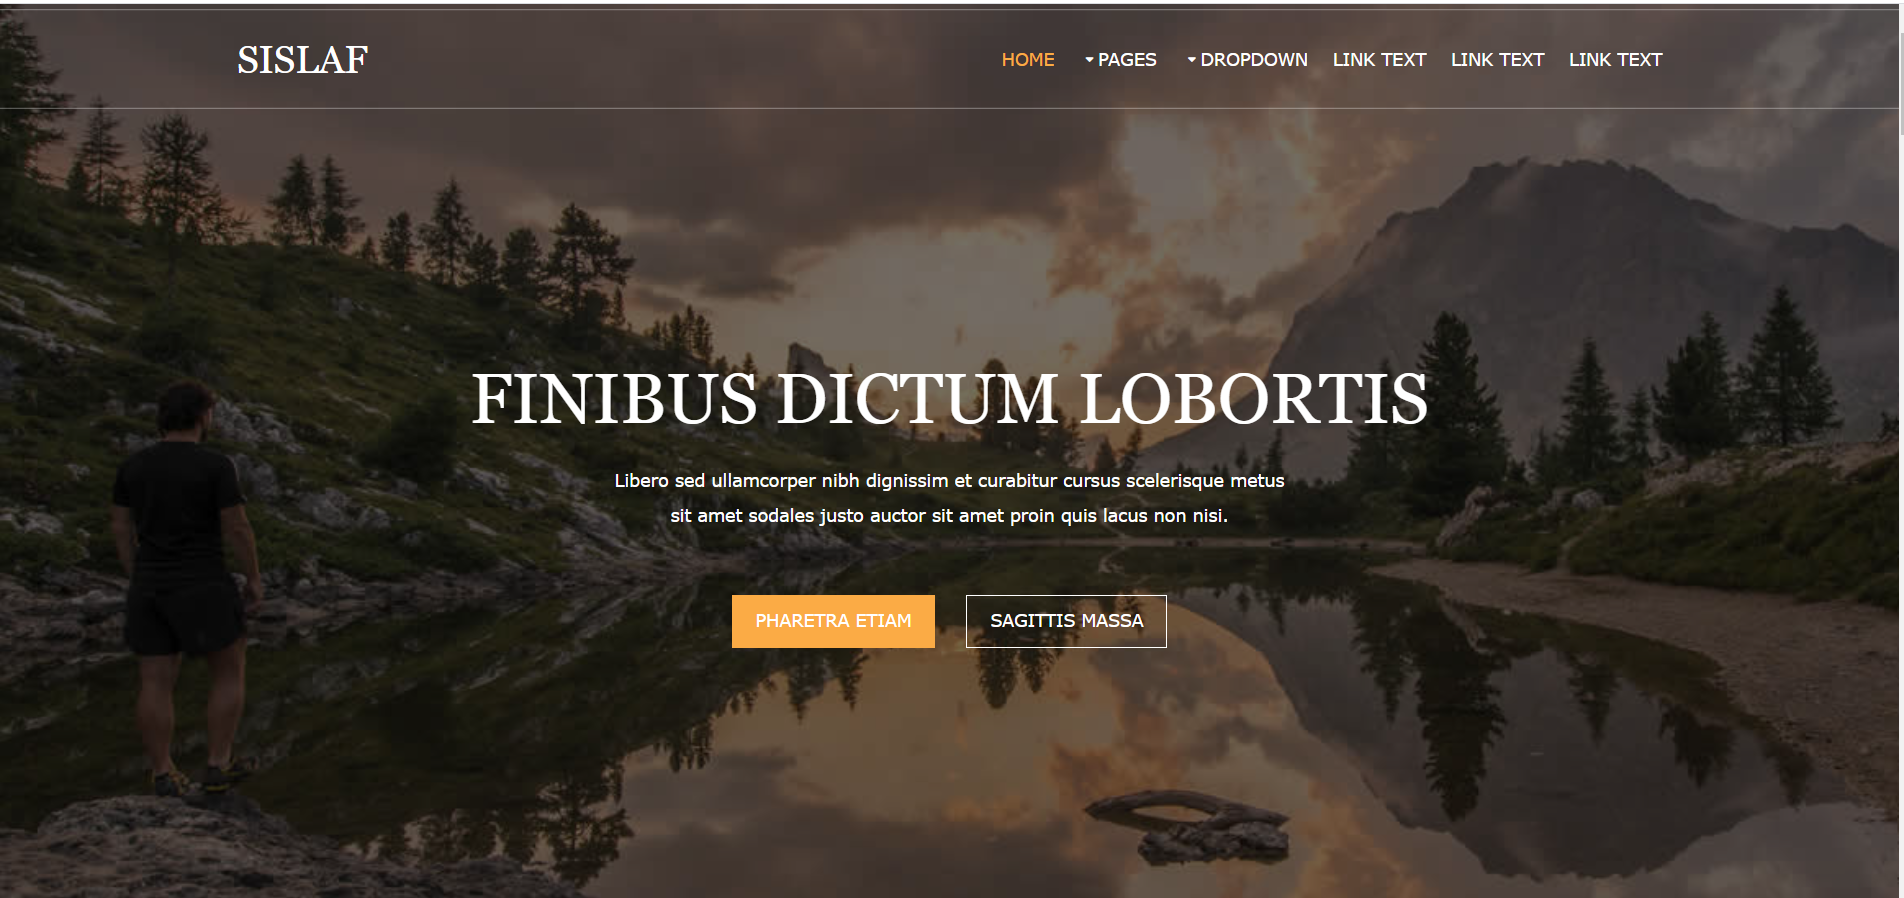 SISLAF
HOME PAGES DROPDOWN LINK TEXT LINK TEXT LINK TEXT
FINIBUS DICTUM LOBORTIS
Libero sed ullamcorper nibh dignissim et curabitur cursus scelerisque metus
sit amet sodales justo auctor sit amet proin quis lacus non nisi.
PHARETRA ETIAM
SAGITTIS MASSA